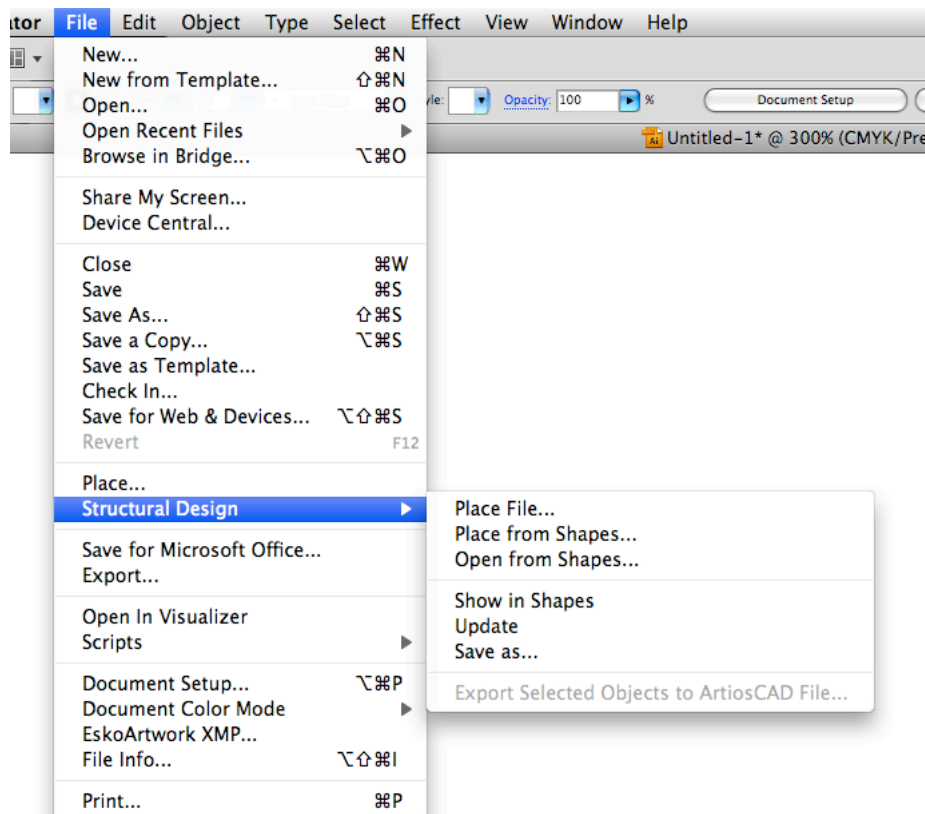 File Edit Object Type Select Effect View Window Help
Opacity: 100 % Document Setup
Untitled-1* @ 300% (CMYK/Pre
New... ⌘N
New from Template... ⇧⌘N
Open... ⌘O
Open Recent Files ▶
Browse in Bridge... ⌥⌘O
Share My Screen...
Device Central...
Close ⌘W
Save ⌘S
Save As... ⇧⌘S
Save a Copy... ⌥⌘S
Save as Template...
Check In...
Save for Web & Devices... ⌥⇧⌘S
Revert F12
Place...
Structural Design ▶
Save for Microsoft Office...
Export...
Open In Visualizer
Scripts ▶
Document Setup... ⌥⌘P
Document Color Mode ▶
EskoArtwork XMP...
File Info... ⌥⇧⌘I
Print... ⌘P
Place File...
Place from Shapes...
Open from Shapes...
Show in Shapes
Update
Save as...
Export Selected Objects to ArtiosCAD File...